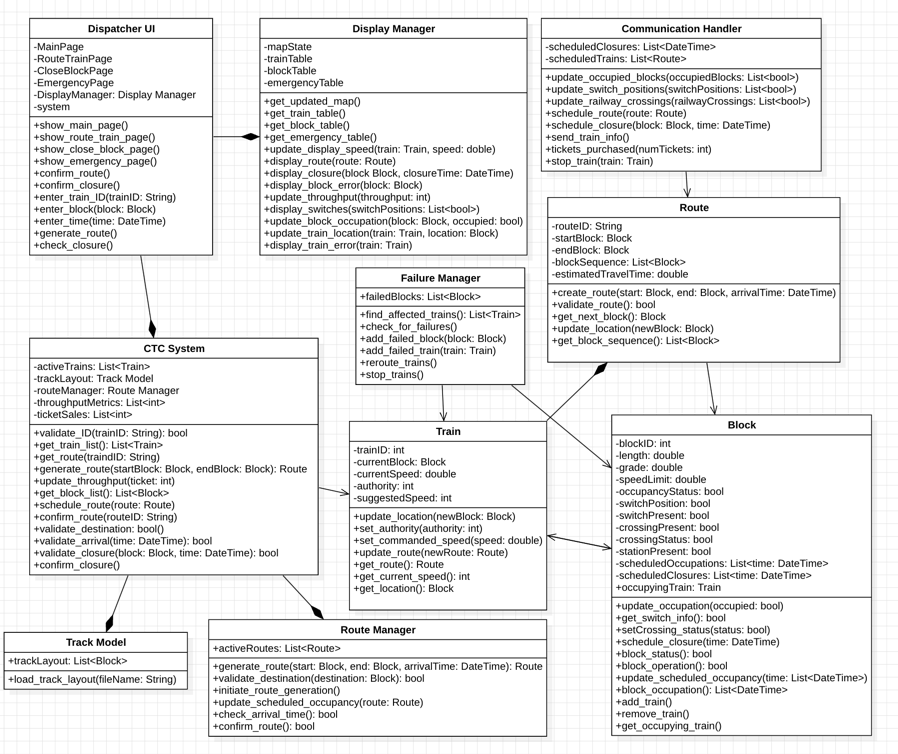 Dispatcher UI
-MainPage
-RouteTrainPage
-CloseBlockPage
-EmergencyPage
-DisplayManager: Display Manager
-system
+show_main_page()
+show_route_train_page()
+show_close_block_page()
+show_emergency_page()
+confirm_route()
+confirm_closure()
+enter_train_ID(trainID: String)
+enter_block(block: Block)
+enter_time(time: DateTime)
+generate_route()
+check_closure()
Display Manager
-mapState
-trainTable
-blockTable
-emergencyTable
+get_updated_map()
+get_train_table()
+get_block_table()
+get_emergency_table()
+update_display_speed(train: Train, speed: doble)
+display_route(route: Route)
+display_closure(block Block, closureTime: DateTime)
+display_block_error(block: Block)
+update_throughput(throughput: int)
+display_switches(switchPositions: List<bool>)
+update_block_occupation(block: Block, occupied: bool)
+update_train_location(train: Train, location: Block)
+display_train_error(train: Train)
Communication Handler
-scheduledClosures: List<DateTime>
-scheduledTrains: List<Route>
+update_occupied_blocks(occupiedBlocks: List<bool>)
+update_switch_positions(switchPositions: List<bool>)
+update_railway_crossings(railwayCrossings: List<bool>)
+schedule_route(route: Route)
+schedule_closure(block: Block, time: DateTime)
+send_train_info()
+tickets_purchased(numTickets: int)
+stop_train(train: Train)
Route
-routeID: String
-startBlock: Block
-endBlock: Block
-blockSequence: List<Block>
-estimatedTravelTime: double
+create_route(start: Block, end: Block, arrivalTime: DateTime)
+validate_route(): bool
+get_next_block(): Block
+update_location(newBlock: Block)
+get_block_sequence(): List<Block>
Failure Manager
+failedBlocks: List<Block>
+find_affected_trains(): List<Train>
+check_for_failures()
+add_failed_block(block: Block)
+add_failed_train(train: Train)
+reroute_trains()
+stop_trains()
CTC System
-activeTrains: List<Train>
-trackLayout: Track Model
-routeManager: Route Manager
-throughputMetrics: List<int>
-ticketSales: List<int>
+validate_ID(trainID: String): bool
+get_train_list(): List<Train>
+get_route(traindID: String)
+generate_route(startBlock: Block, endBlock: Block): Route
+update_throughput(ticket: int)
+get_block_list(): List<Block>
+schedule_route(route: Route)
+confirm_route(routeID: String)
+validate_destination: bool()
+validate_arrival(time: DateTime): bool
+validate_closure(block: Block, time: DateTime): bool
+confirm_closure()
Train
-trainID: int
-currentBlock: Block
-currentSpeed: double
-authority: int
-suggestedSpeed: int
+update_location(newBlock: Block)
+set_authority(authority: int)
+set_commanded_speed(speed: double)
+update_route(newRoute: Route)
+get_route(): Route
+get_current_speed(): int
+get_location(): Block
Block
-blockID: int
-length: double
-grade: double
-speedLimit: double
-occupancyStatus: bool
-switchPosition: bool
-switchPresent: bool
-crossingPresent: bool
-crossingStatus: bool
-stationPresent: bool
-scheduledOccupations: List<time: DateTime>
-scheduledClosures: List<time: DateTime>
+occupyingTrain: Train
+update_occupation(occupied: bool)
+get_switch_info(): bool
+setCrossing_status(status: bool)
+schedule_closure(time: DateTime)
+block_status(): bool
+block_operation(): bool
+update_scheduled_occupancy(time: List<DateTime>)
+block_occupation(): List<DateTime>
+add_train()
+remove_train()
+get_occupying_train()
Track Model
+trackLayout: List<Block>
+load_track_layout(fileName: String)
Route Manager
+activeRoutes: List<Route>
+generate_route(start: Block, end: Block, arrivalTime: DateTime): Route
+validate_destination(destination: Block): bool
+initiate_route_generation()
+update_scheduled_occupancy(route: Route)
+check_arrival_time(): bool
+confirm_route(): bool